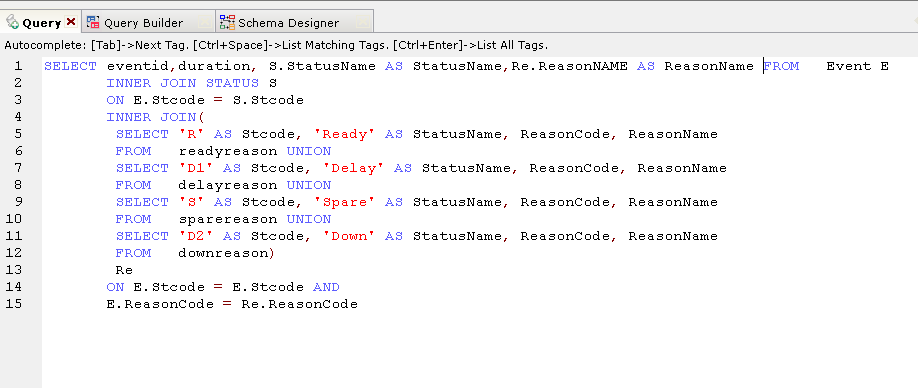 Query Query Builder Schema Designer
Autocomplete: [Tab]->Next Tag. [Ctrl+Space]->List Matching Tags. [Ctrl+Enter]->List All Tags.
1 SELECT eventid,duration, S.StatusName AS StatusName,Re.ReasonNAME AS ReasonName FROM Event E
2 INNER JOIN STATUS S
3 ON E.Stcode = S.Stcode
4 INNER JOIN(
5 SELECT 'R' AS Stcode, 'Ready' AS StatusName, ReasonCode, ReasonName
6 FROM readyreason UNION
7 SELECT 'D1' AS Stcode, 'Delay' AS StatusName, ReasonCode, ReasonName
8 FROM delayreason UNION
9 SELECT 'S' AS Stcode, 'Spare' AS StatusName, ReasonCode, ReasonName
10 FROM sparereason UNION
11 SELECT 'D2' AS Stcode, 'Down' AS StatusName, ReasonCode, ReasonName
12 FROM downreason)
13 Re
14 ON E.Stcode = E.Stcode AND
15 E.ReasonCode = Re.ReasonCode